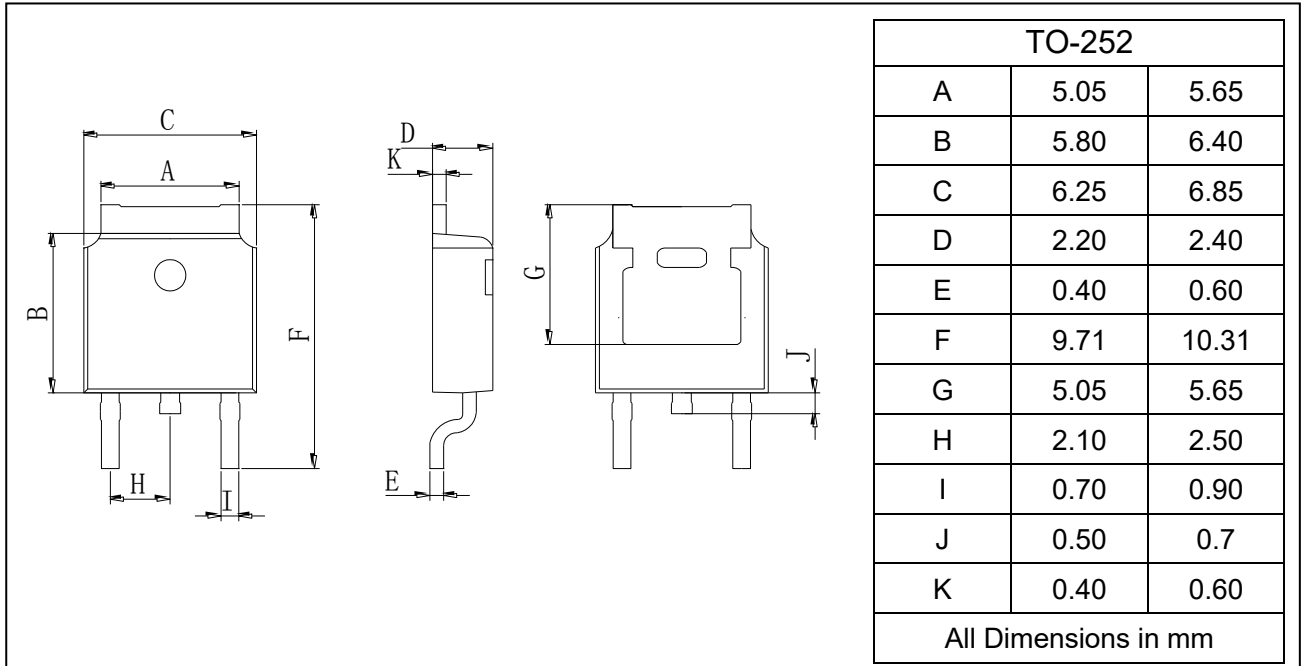 C
A
B
F
H
I
D
K
E
G
J
TO-252
A 5.05 5.65
B 5.80 6.40
C 6.25 6.85
D 2.20 2.40
E 0.40 0.60
F 9.71 10.31
G 5.05 5.65
H 2.10 2.50
I 0.70 0.90
J 0.50 0.7
K 0.40 0.60
All Dimensions in mm